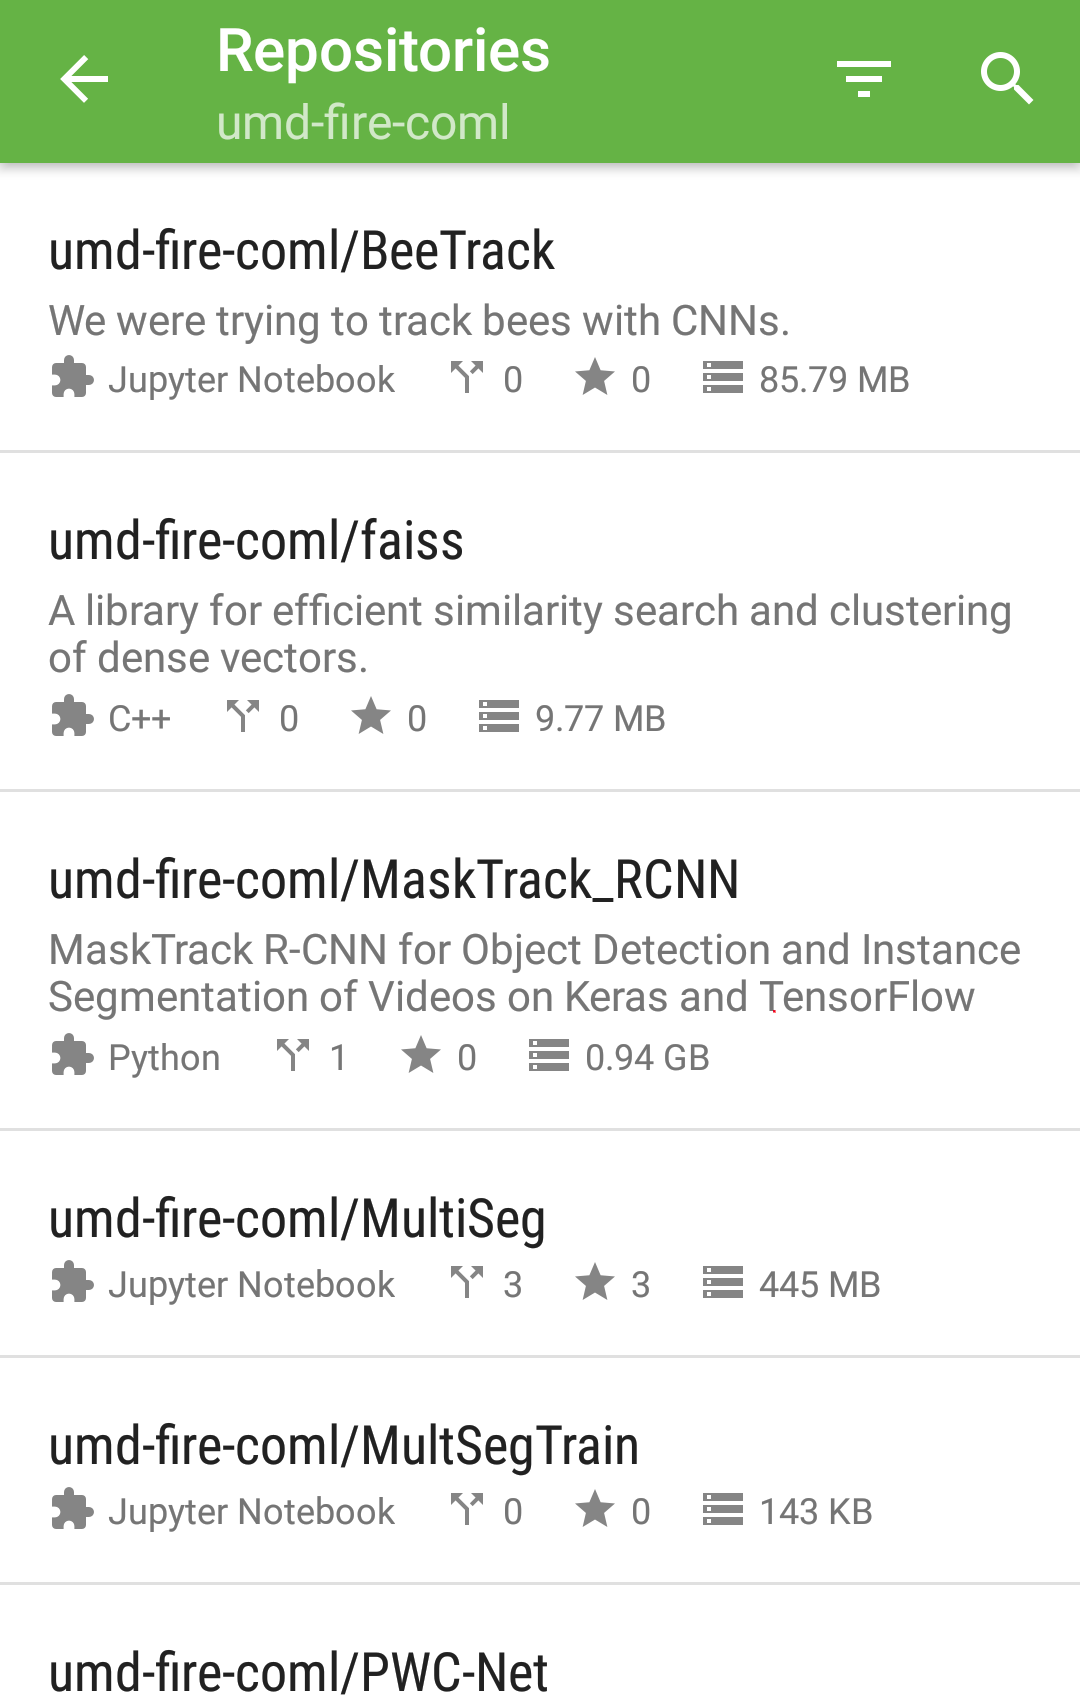 Repositories
umd-fire-coml
umd-fire-coml/BeeTrack
We were trying to track bees with CNNs.
Jupyter Notebook 0 0 85.79 MB
umd-fire-coml/faiss
A library for efficient similarity search and clustering
of dense vectors.
C++ 0 0 9.77 MB
umd-fire-coml/MaskTrack_RCNN
MaskTrack R-CNN for Object Detection and Instance
Segmentation of Videos on Keras and TensorFlow
Python 1 0 0.94 GB
umd-fire-coml/MultiSeg
Jupyter Notebook 3 3 445 MB
umd-fire-coml/MultSegTrain
Jupyter Notebook 0 0 143 KB
umd-fire-coml/PWC-Net